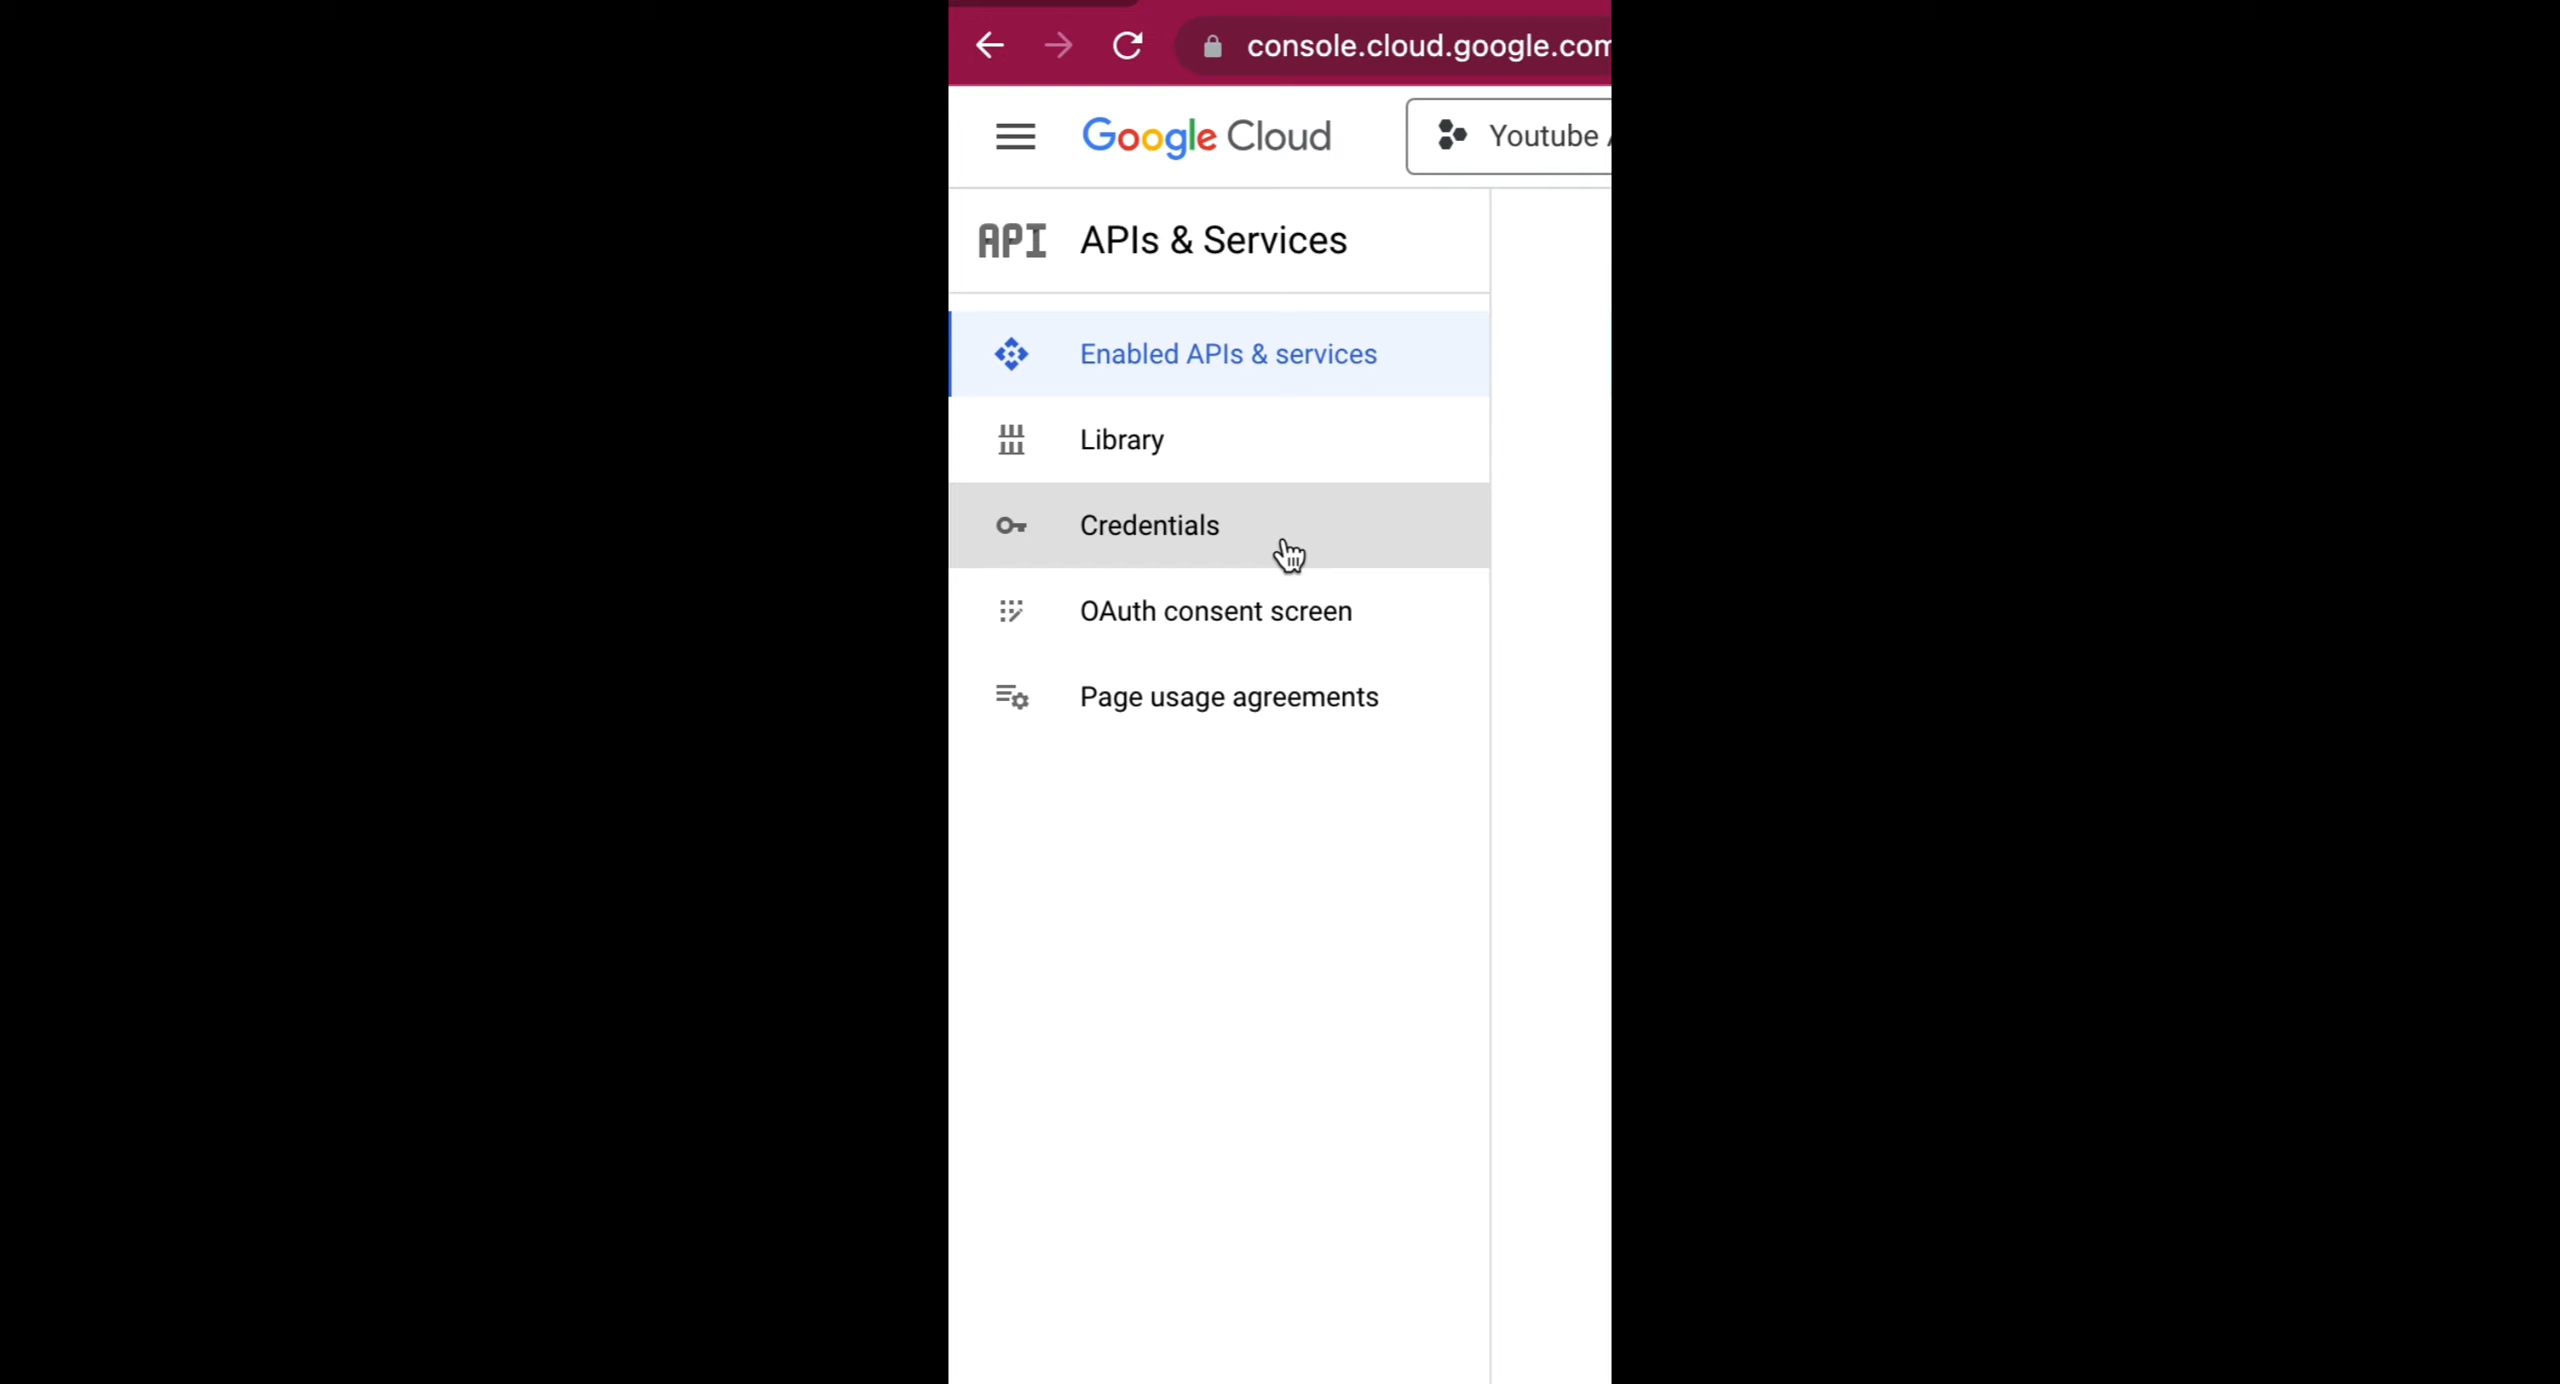 console.cloud.google.com
Google Cloud
Youtube
API APIs & Services
Enabled APIs & services
Library
Credentials
OAuth consent screen
Page usage agreements